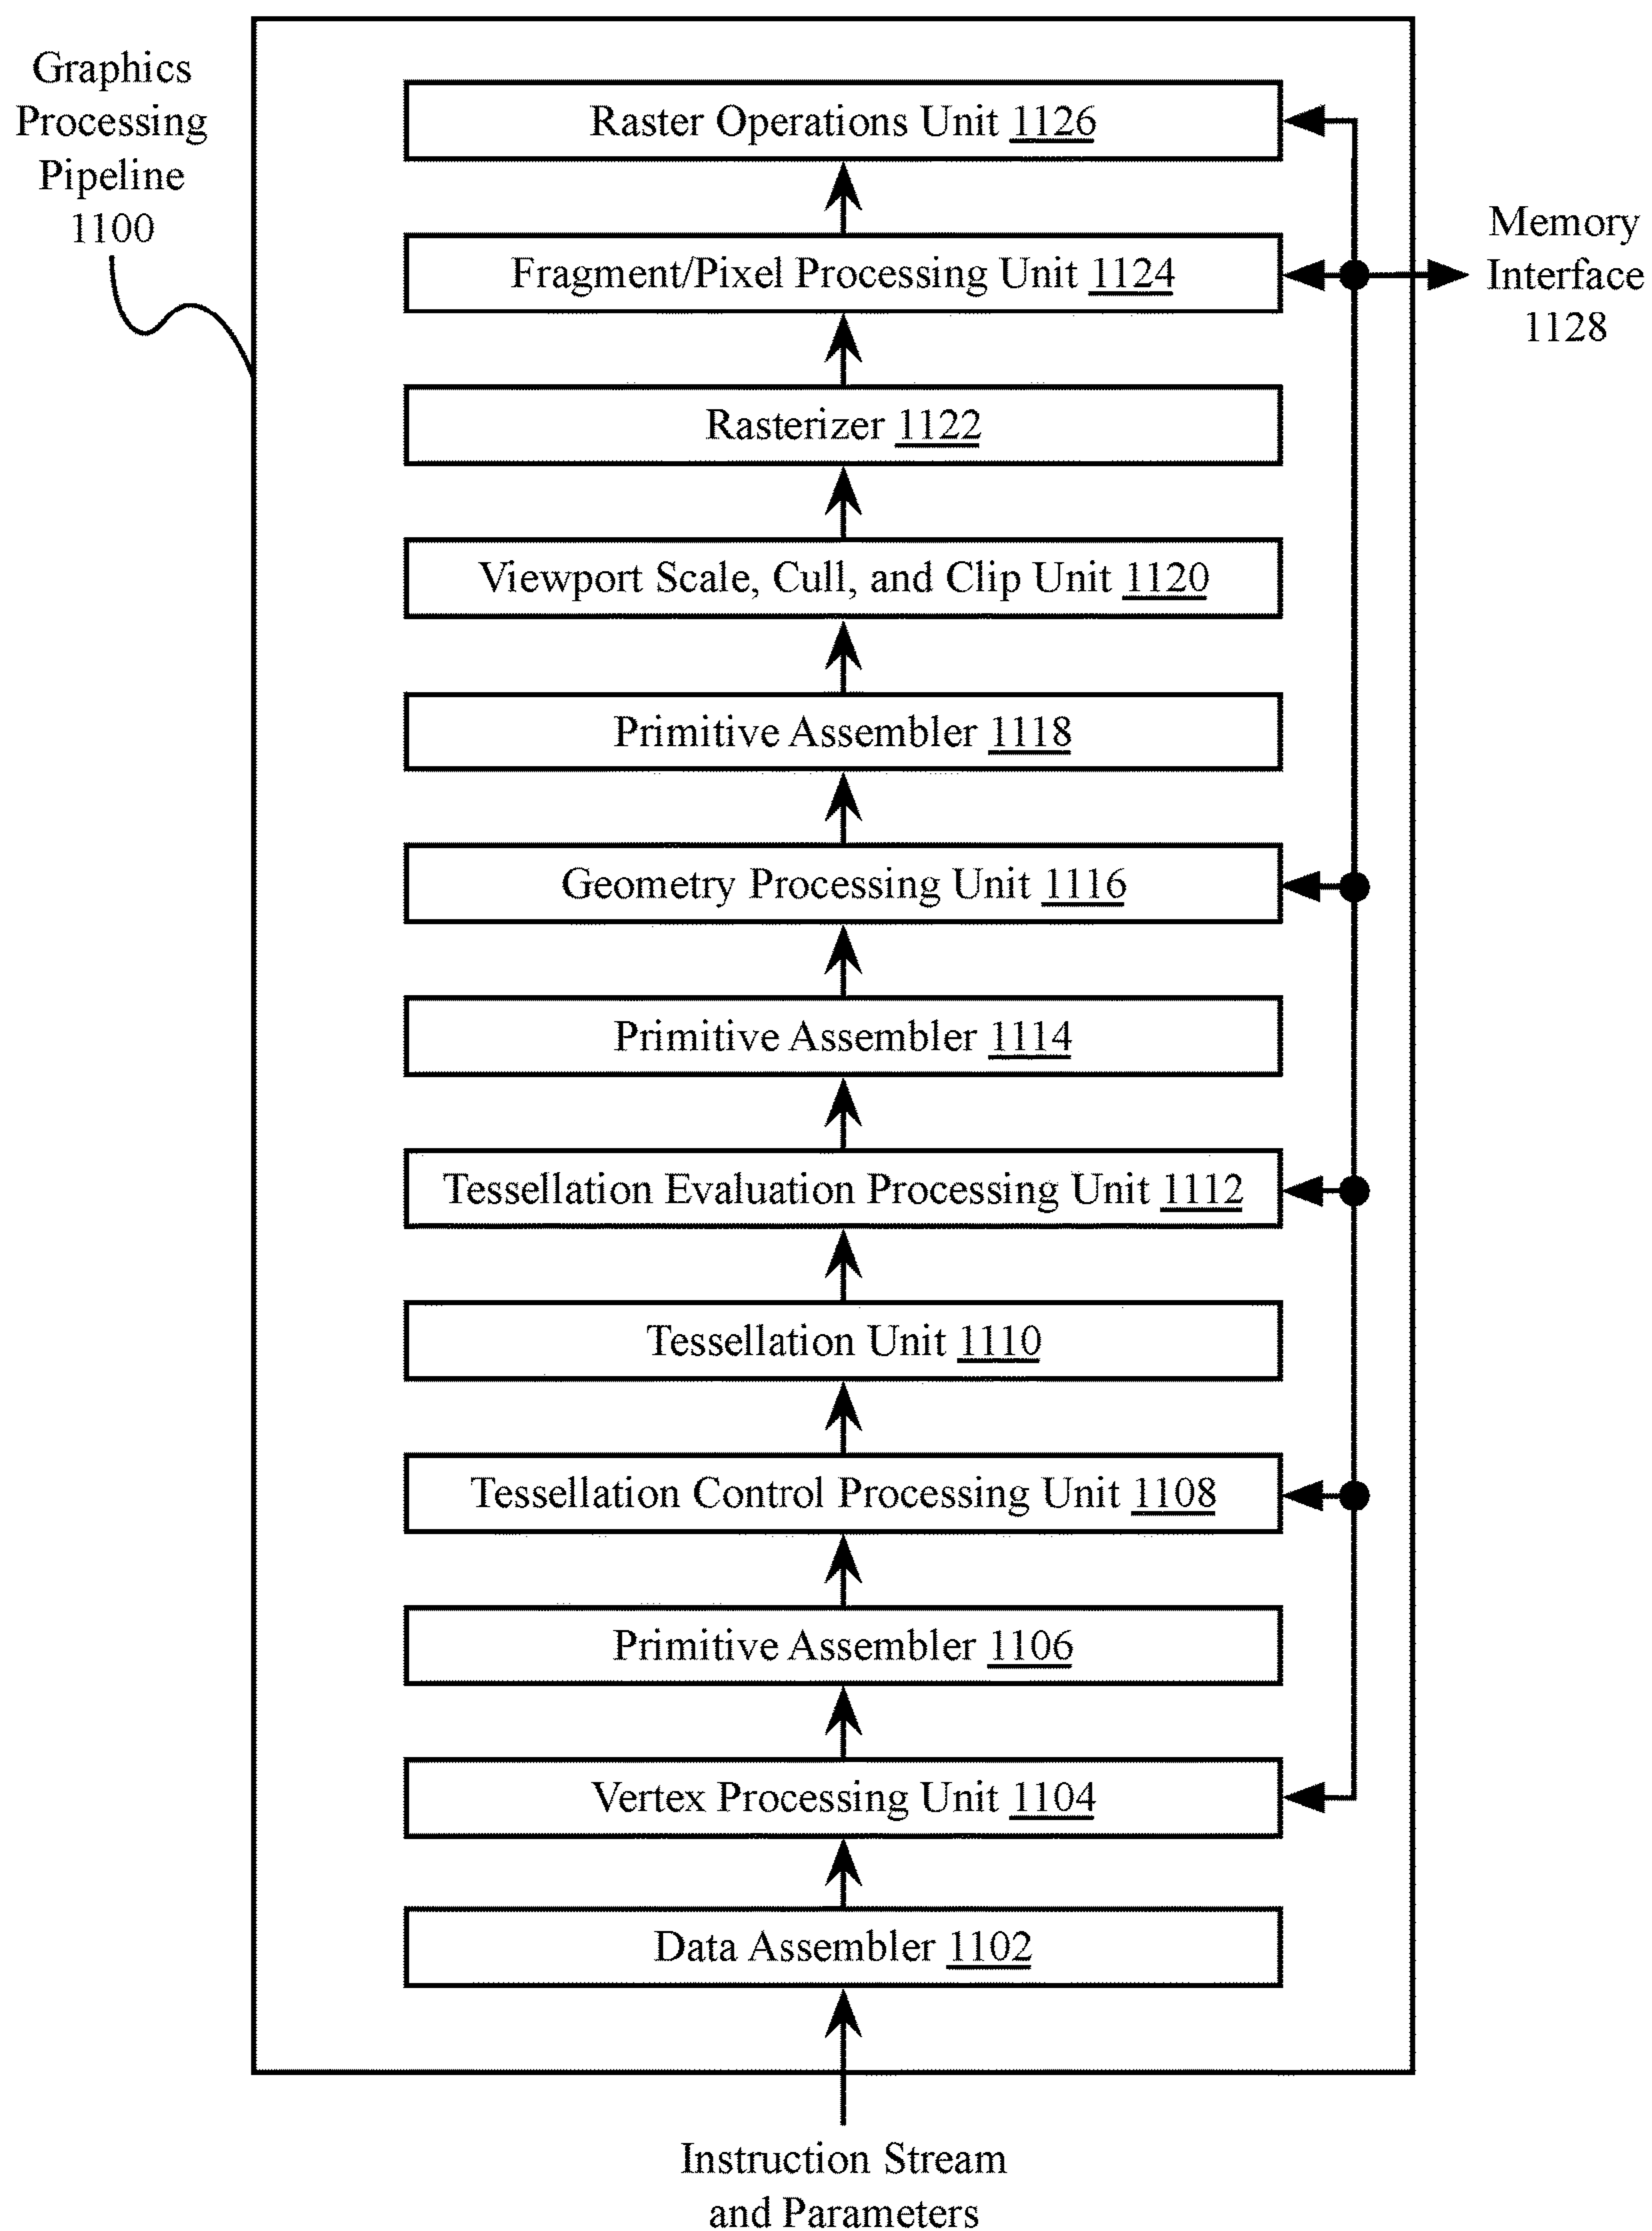 Graphics
Processing
Pipeline
1100
Raster Operations Unit 1126
Fragment/Pixel Processing Unit 1124
Memory
Interface
1128
Rasterizer 1122
Viewport Scale, Cull, and Clip Unit 1120
Primitive Assembler 1118
Geometry Processing Unit 1116
Primitive Assembler 1114
Tessellation Evaluation Processing Unit 1112
Tessellation Unit 1110
Tessellation Control Processing Unit 1108
Primitive Assembler 1106
Vertex Processing Unit 1104
Data Assembler 1102
Instruction Stream
and Parameters